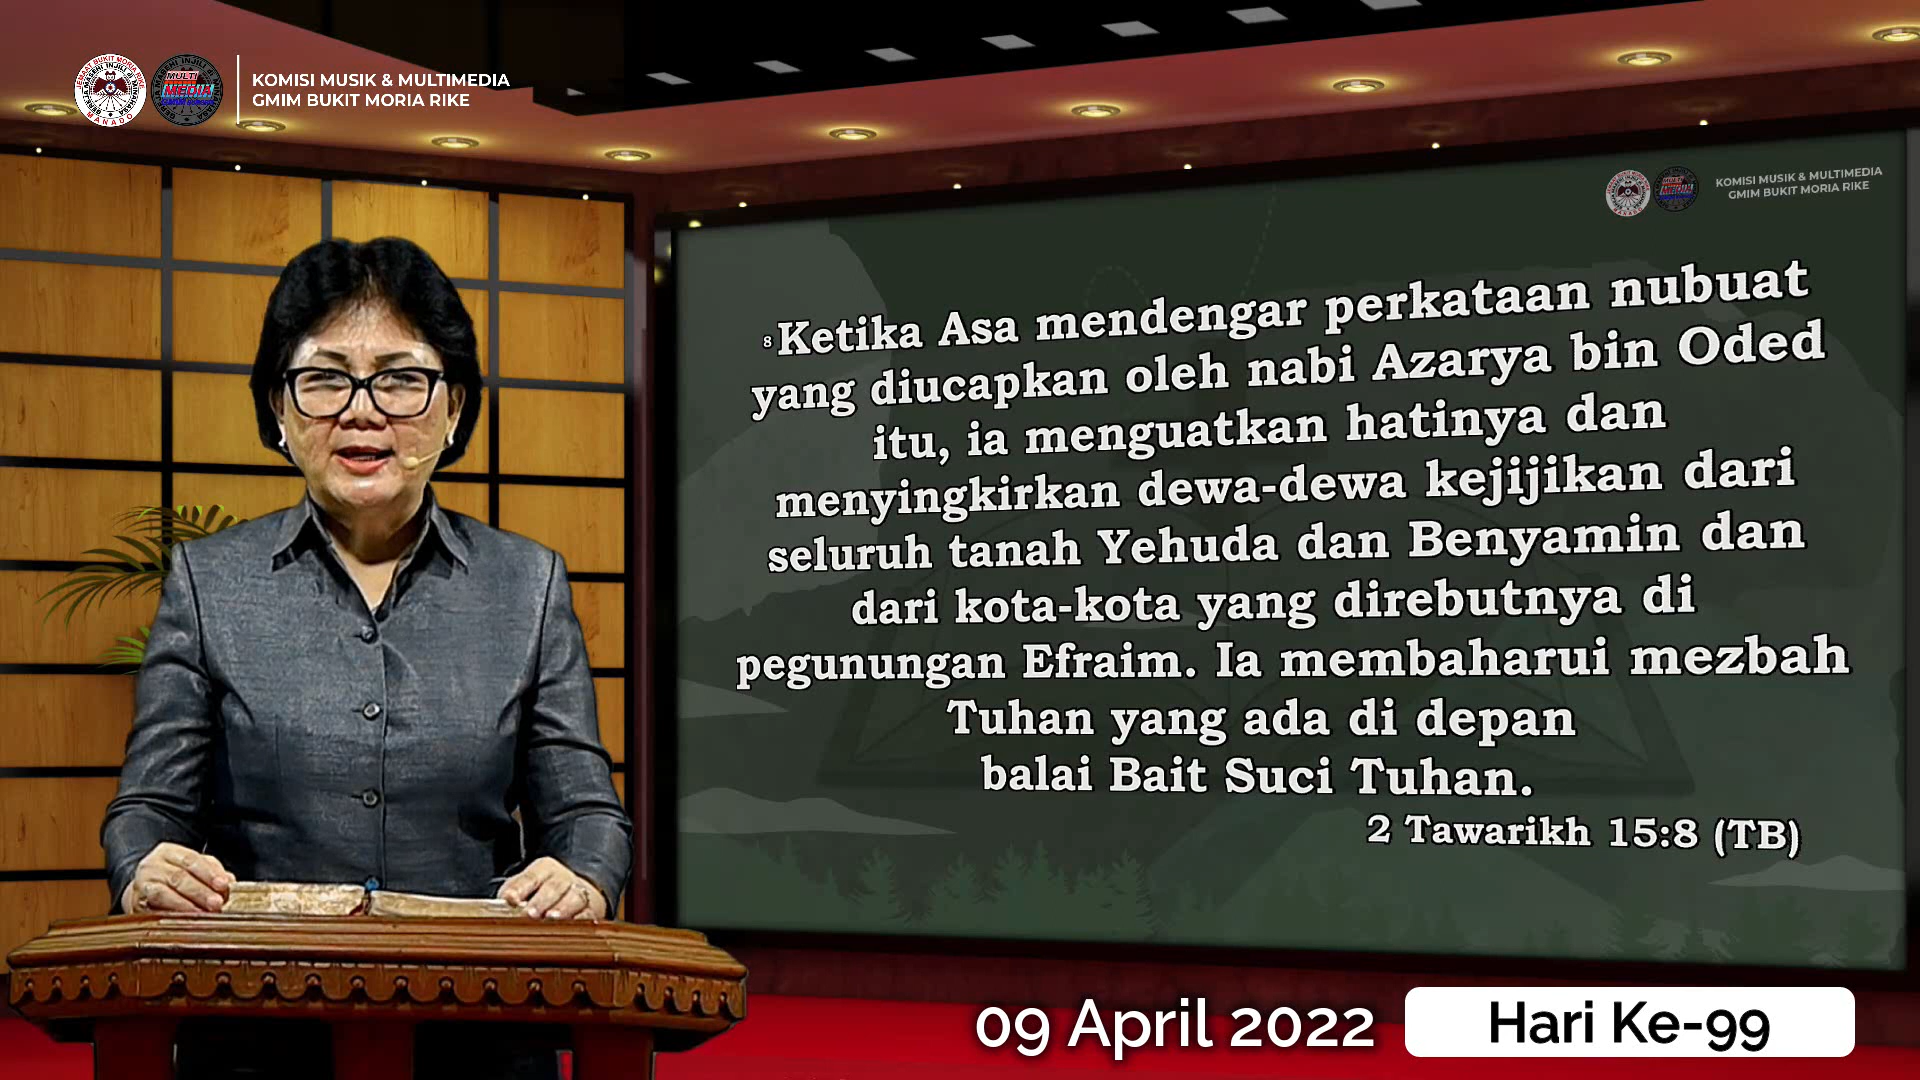 KOMISI MUSIK & MULTIMEDIA
GMIM BUKIT MORIA RIKE
KOMISI MUSIK & MULTIMEDIA
GMIM BUKIT MORIA RIKE
8 Ketika Asa mendengar perkataan nubuat
yang diucapkan oleh nabi Azarya bin Oded
itu, ia menguatkan hatinya dan
menyingkirkan dewa-dewa kejijikan dari
seluruh tanah Yehuda dan Benyamin dan
dari kota-kota yang direbutnya di
pegunungan Efraim. Ia membaharui mezbah
Tuhan yang ada di depan
balai Bait Suci Tuhan.
2 Tawarikh 15:8 (TB)
09 April 2022
Hari Ke-99